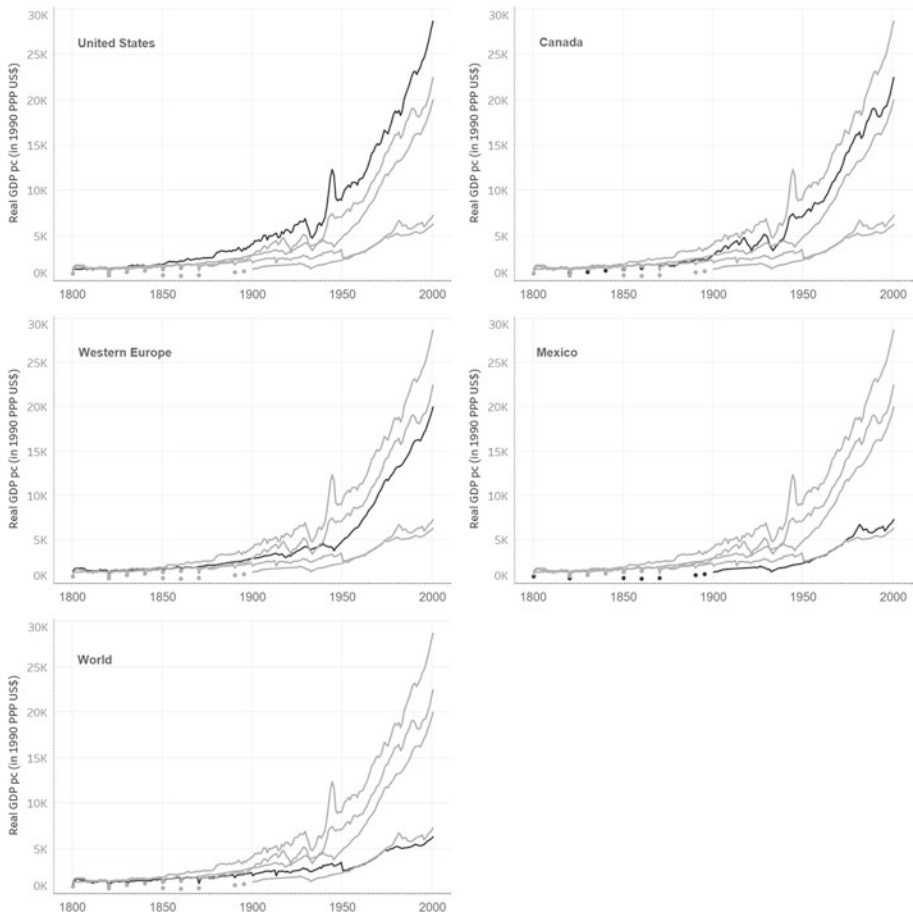 30K
United States
25K
20K
15K
10K
5K
0K
Real GDP pc (in 1990 PPP US$)
1800 1850 1900 1950 2000
30K
Canada
25K
20K
15K
10K
5K
0K
Real GDP pc (in 1990 PPP US$)
1800 1850 1900 1950 2000
30K
Western Europe
25K
20K
15K
10K
5K
0K
Real GDP pc (in 1990 PPP US$)
1800 1850 1900 1950 2000
30K
Mexico
25K
20K
15K
10K
5K
0K
Real GDP pc (in 1990 PPP US$)
1800 1850 1900 1950 2000
30K
World
25K
20K
15K
10K
5K
0K
Real GDP pc (in 1990 PPP US$)
1800 1850 1900 1950 2000